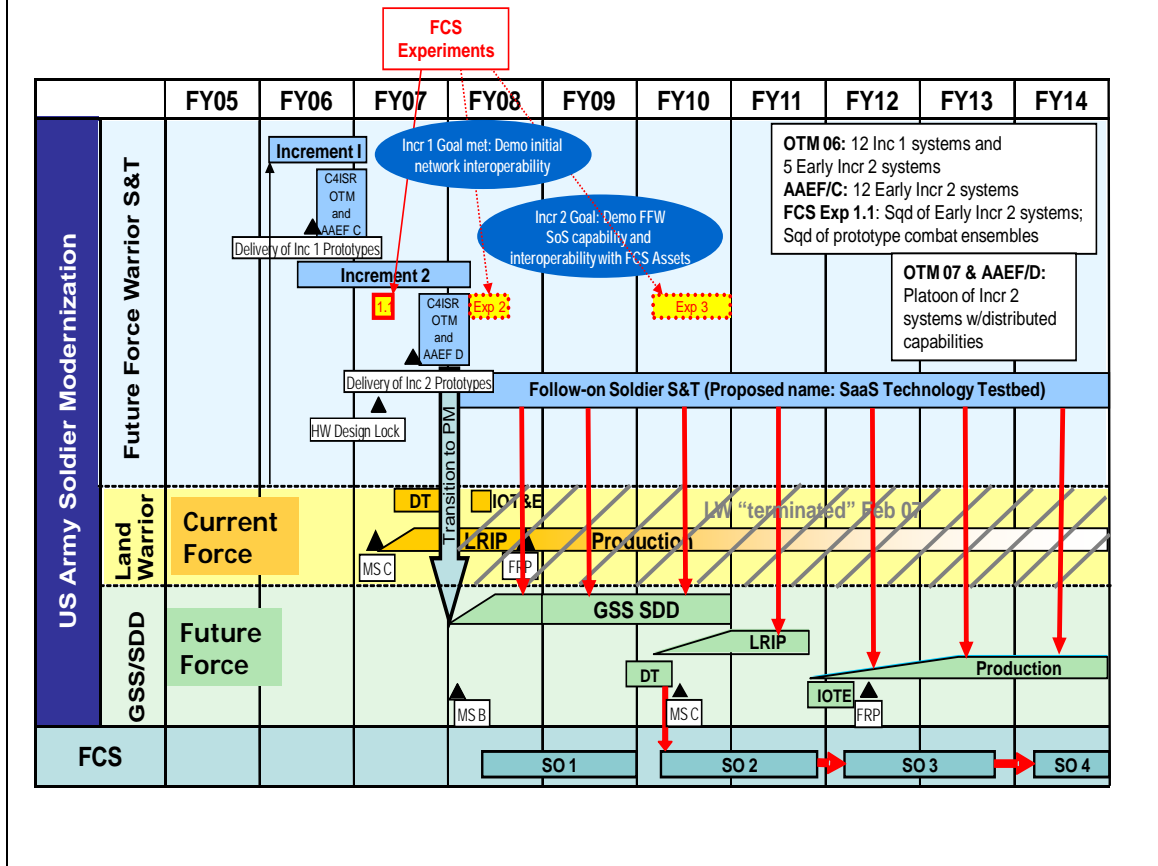 FCS
Experiments
FY05 FY06 FY07 FY08 FY09 FY10 FY11 FY12 FY13 FY14
US Army Soldier Modernization
Future Force Warrior S&T
Increment I
C4ISR
OTM
and
AAEF C
Delivery of Inc 1 Prototypes
Incr 1 Goal met: Demo initial
network interoperability
Incr 2 Goal: Demo FFW
SoS capability and
interoperability with FCS Assets
OTM 06: 12 Inc 1 systems and
5 Early Incr 2 systems
AAEF/C: 12 Early Incr 2 systems
FCS Exp 1.1: Sqd of Early Incr 2 systems;
Sqd of prototype combat ensembles
OTM 07 & AAEF/D:
Platoon of Incr 2
systems w/distributed
capabilities
Increment 2
1.1
C4ISR
OTM
and
AAEF D
Exp 2
Exp 3
Delivery of Inc 2 Prototypes
HW Design Lock
Follow-on Soldier S&T (Proposed name: SaaS Technology Testbed)
Transition to PM
Land
Warrior
Current
Force
DT
IOT&E
LW “terminated” Feb 07
LRIP
Production
MS C
FRP
GSS/SDD
Future
Force
GSS SDD
LRIP
DT
Production
MS B
MS C
IOTE
FRP
FCS
SO 1
SO 2
SO 3
SO 4